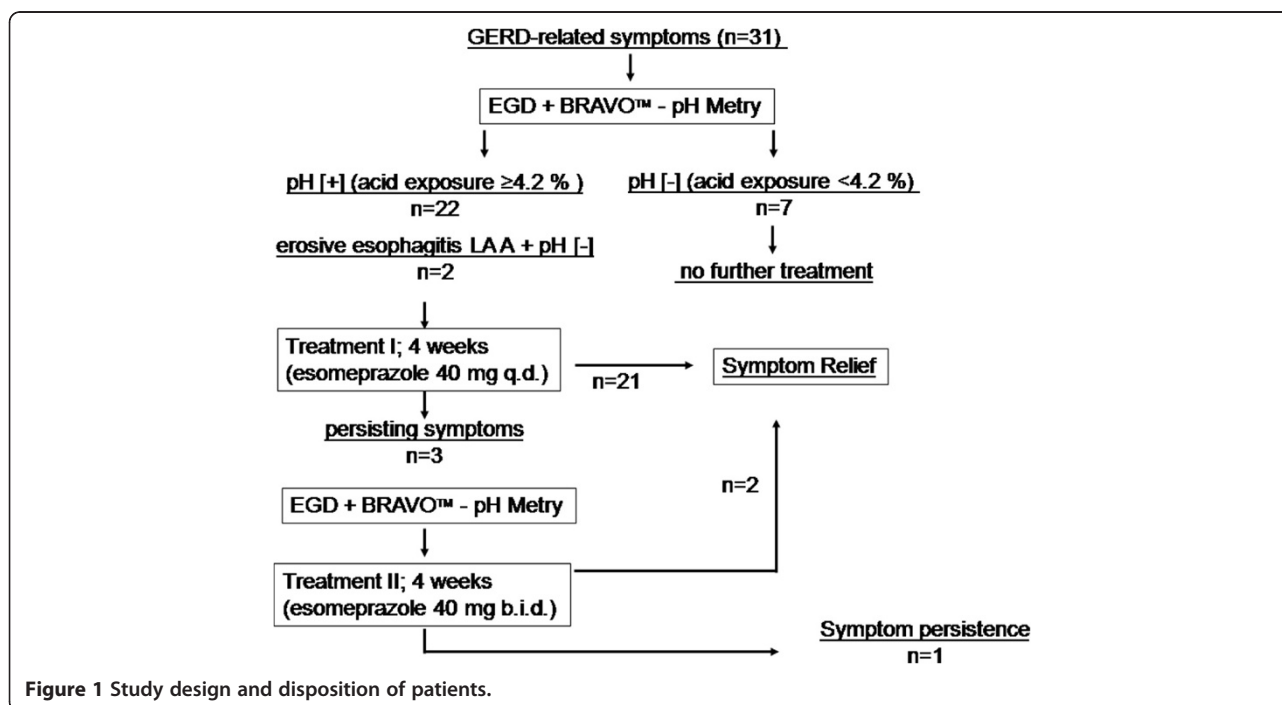 GERD-related symptoms (n=31)
EGD + BRAVO™ - pH Metry
pH [+] (acid exposure ≥4.2 % )
n=22
pH [-] (acid exposure <4.2 %)
n=7
erosive esophagitis LA A + pH [-]
n=2
no further treatment
Treatment I; 4 weeks
(esomeprazole 40 mg q.d.)
n=21
Symptom Relief
persisting symptoms
n=3
n=2
EGD + BRAVO™ - pH Metry
Treatment II; 4 weeks
(esomeprazole 40 mg b.i.d.)
Symptom persistence
n=1
Figure 1 Study design and disposition of patients.